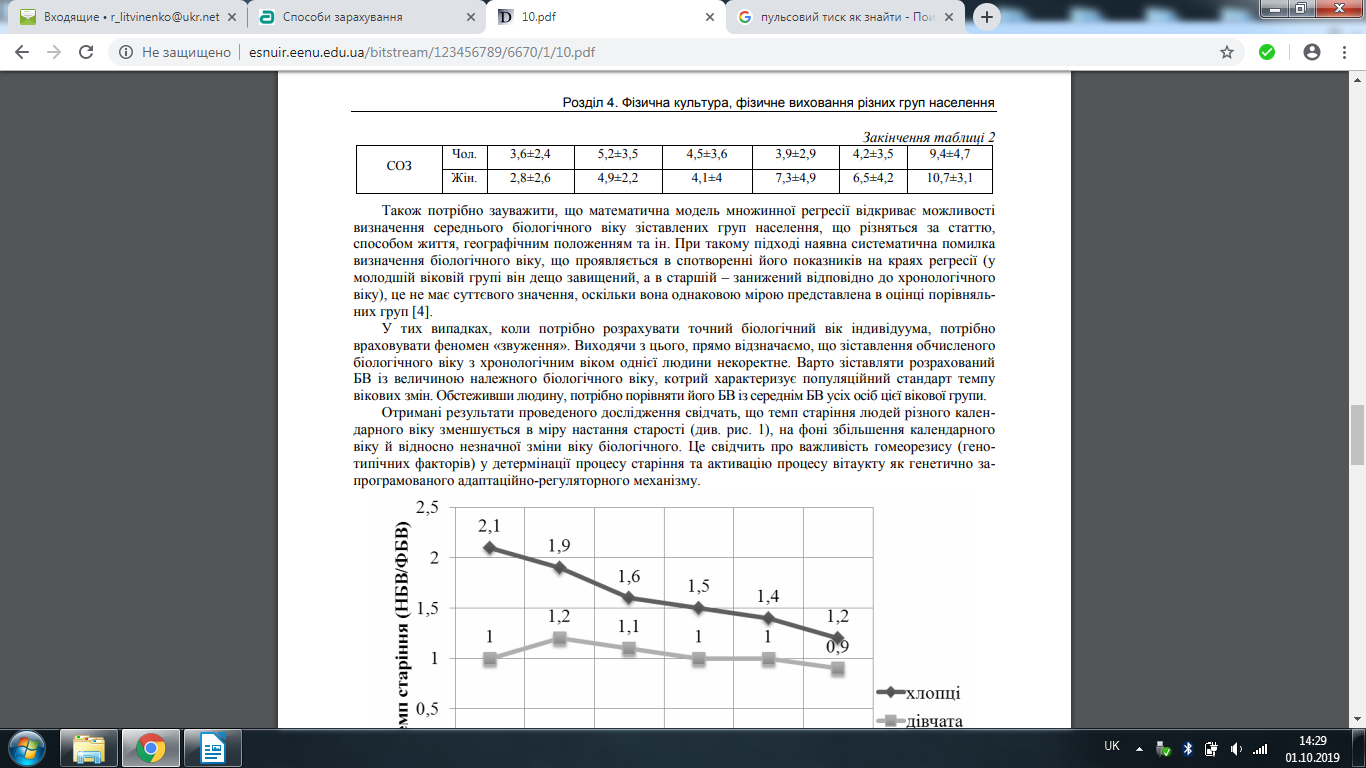 Входящие • r_litvinenko@ukr.net
Способи зарахування
10.pdf
пульсовий тиск як знайти - Пои
Не защищено | esnuir.eenu.edu.ua/bitstream/123456789/6670/1/10.pdf
Розділ 4. Фізична культура, фізичне виховання різних груп населення
Закінчення таблиці 2
СОЗ
Чол. 3,6±2,4 5,2±3,5 4,5±3,6 3,9±2,9 4,2±3,5 9,4±4,7
Жін. 2,8±2,6 4,9±2,2 4,1±4 7,3±4,9 6,5±4,2 10,7±3,1
Також потрібно зауважити, що математична модель множинної регресії відкриває можливості
визначення середнього біологічного віку зіставлених груп населення, що різняться за статтю,
способом життя, географічним положенням та ін. При такому підході наявна систематична помилка
визначення біологічного віку, що проявляється в спотворенні його показників на краях регресії (у
молодшій віковій групі він дещо завищений, а в старшій – занижений відповідно до хронологічного
віку), це не має суттєвого значення, оскільки вона однаковою мірою представлена в оцінці порівняль-
них груп [4].
У тих випадках, коли потрібно розрахувати точний біологічний вік індивідуума, потрібно
враховувати феномен «звуження». Виходячи з цього, прямо відзначаємо, що зіставлення обчисленого
біологічного віку з хронологічним віком однієї людини некоректне. Варто зіставляти розрахований
БВ із величиною належного біологічного віку, котрий характеризує популяційний стандарт темпу
вікових змін. Обстеживши людину, потрібно порівняти його БВ із середнім БВ усіх осіб цієї вікової групи.
Отримані результати проведеного дослідження свідчать, що темп старіння людей різного кален-
дарного віку зменшується в міру настання старості (див. рис. 1), на фоні збільшення календарного
віку й відносно незначної зміни віку біологічного. Це свідчить про важливість гомеорезису (гено-
типічних факторів) у детермінації процесу старіння та активацію процесу вітаукту як генетично за-
програмованого адаптаційно-регуляторного механізму.
емп старіння (НБВ/ФБВ)
2,5
2
1,5
1
0,5
2,1
1,9
1,6
1,5
1,4
1,2
1
1,2
1,1
1
1
0,9
хлопці
дівчата
UK
14:29
01.10.2019